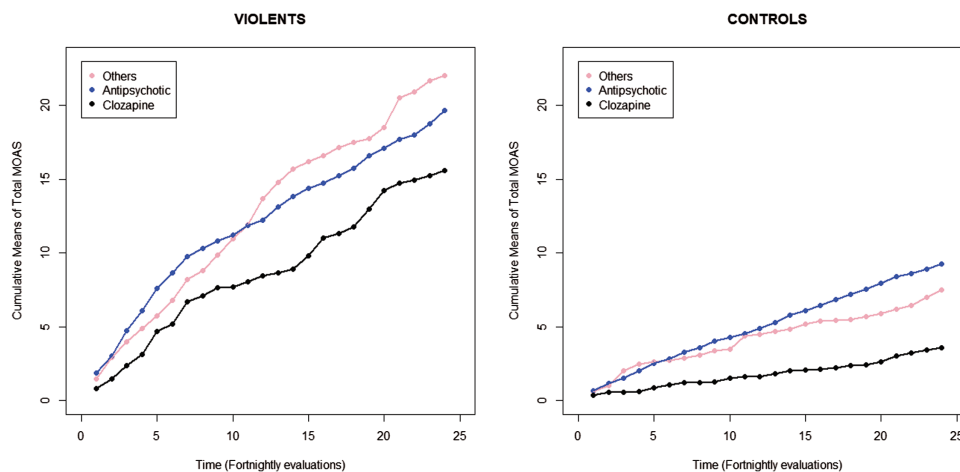 VIOLENTS
Others
Antipsychotic
Clozapine
Cumulative Means of Total MOAS
20
15
10
5
0
0 5 10 15 20 25
Time (Fortnightly evaluations)
CONTROLS
Others
Antipsychotic
Clozapine
Cumulative Means of Total MOAS
20
15
10
5
0
0 5 10 15 20 25
Time (Fortnightly evaluations)